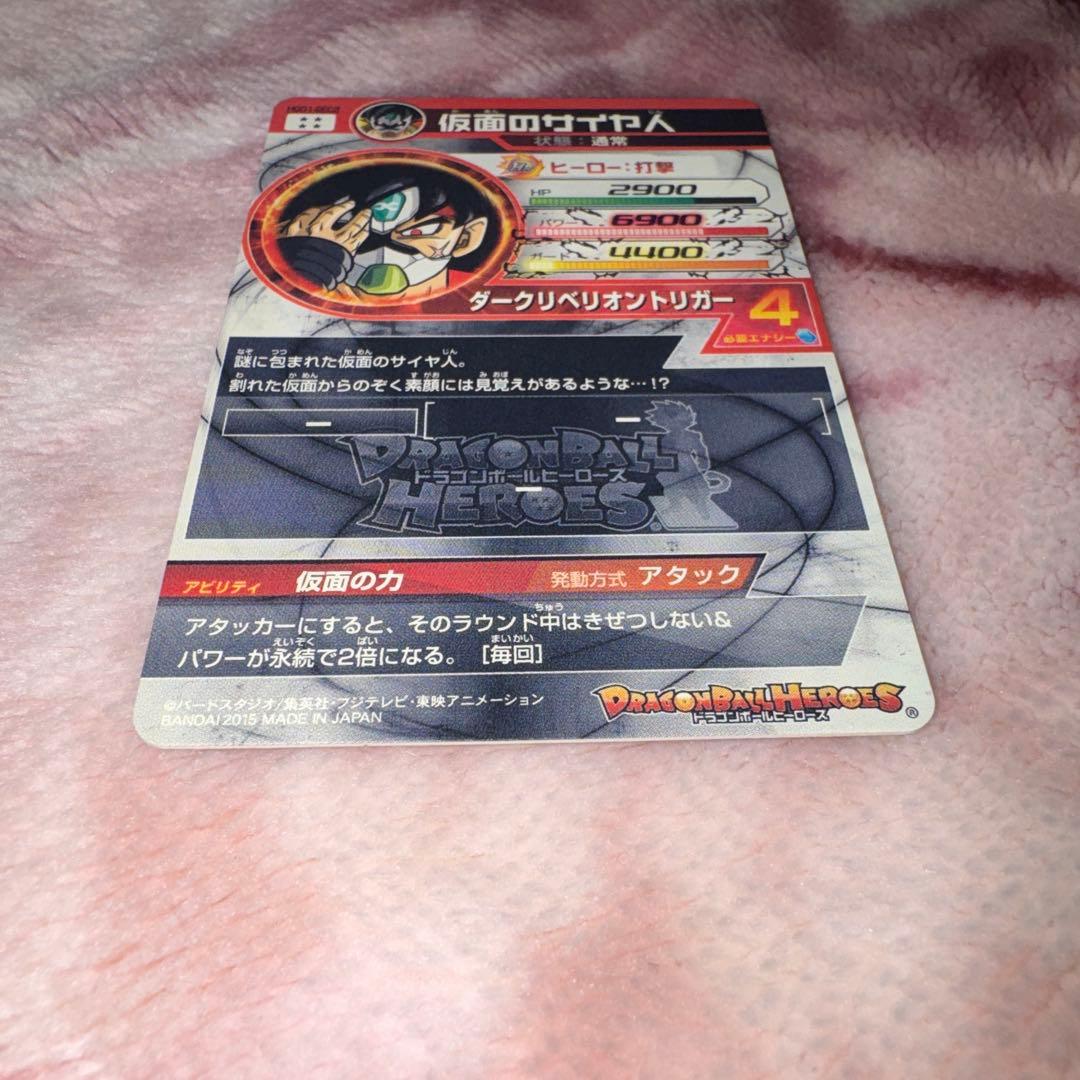 仮面のサイヤ人
状態：通常
ヒーロー：打撃
HP 2900
パワー 6900
ガード 4400
ダークリベリオントリガー 4
必要エナジー
謎に包まれた仮面のサイヤ人。
割れた仮面からのぞく素顔には見覚えがあるような…!?
DRAGONBALL
ドラゴンボールヒーローズ
HEROES
アビリティ 仮面の力 発動方式 アタック
アタッカーにすると、そのラウンド中はきぜつしない&
パワーが永続で2倍になる。［毎回］
©バードスタジオ/集英社・フジテレビ・東映アニメーション
BANDAI 2015 MADE IN JAPAN
DRAGONBALL HEROES
ドラゴンボールヒーローズ